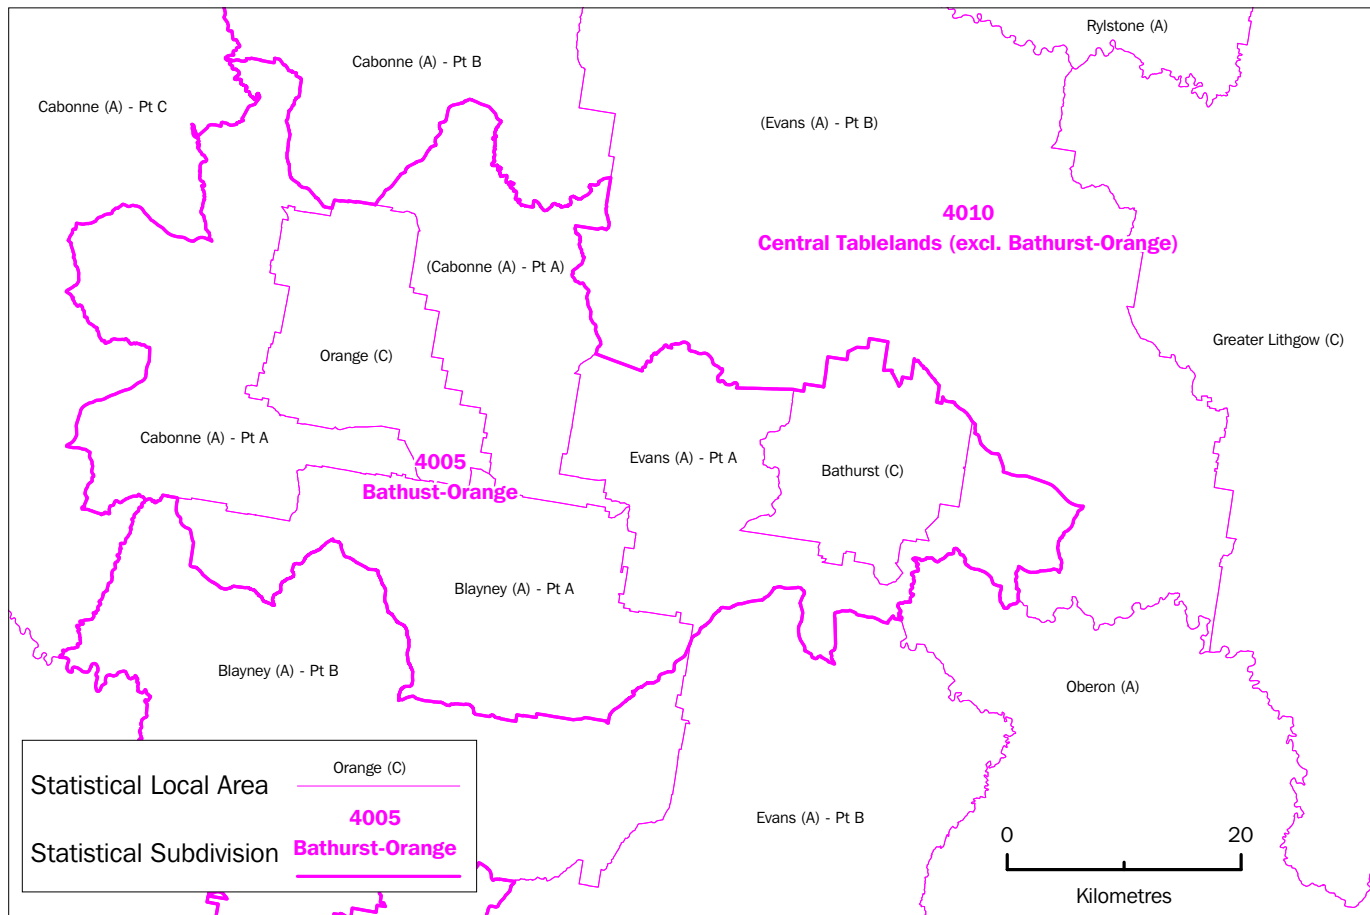 Rylstone (A)
Cabonne (A) - Pt B
Cabonne (A) - Pt C
(Evans (A) - Pt B)
4010
Central Tablelands (excl. Bathurst-Orange)
(Cabonne (A) - Pt A)
Greater Lithgow (C)
Orange (C)
Cabonne (A) - Pt A
Evans (A) - Pt A
4005
Bathust-Orange
Bathurst (C)
Blayney (A) - Pt A
Blayney (A) - Pt B
Oberon (A)
Evans (A) - Pt B
Statistical Local Area
Orange (C)
4005
Statistical Subdivision
Bathurst-Orange
0 20
Kilometres